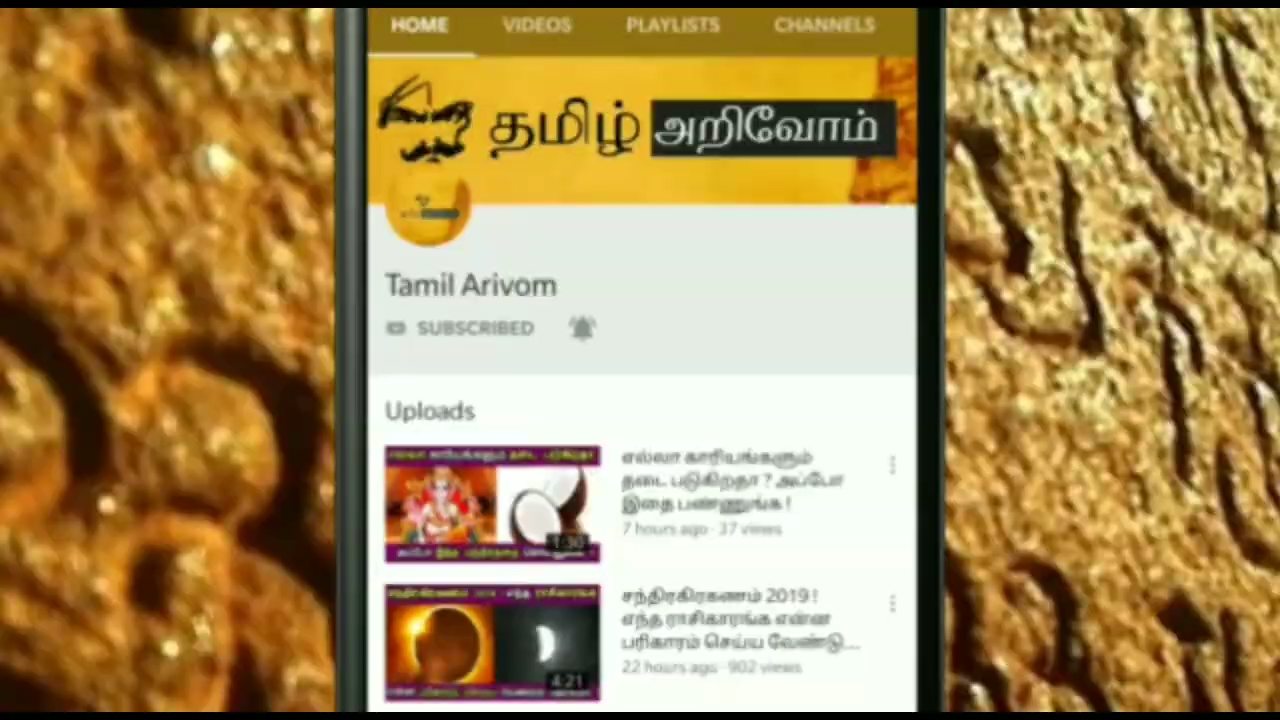 HOME VIDEOS PLAYLISTS CHANNELS
தமிழ் அறிவோம்
Tamil Arivom
SUBSCRIBED
Uploads
எல்லா காரியங்களும்
தடை படுகிறதா ? அப்போ
இதை பண்ணுங்க !
7 hours ago · 37 views
1:30
சந்திரகிரகணம் 2019 !
எந்த ராசிகாரங்க என்ன
பரிகாரம் செய்ய வேண்டு...
22 hours ago · 902 views
4:21